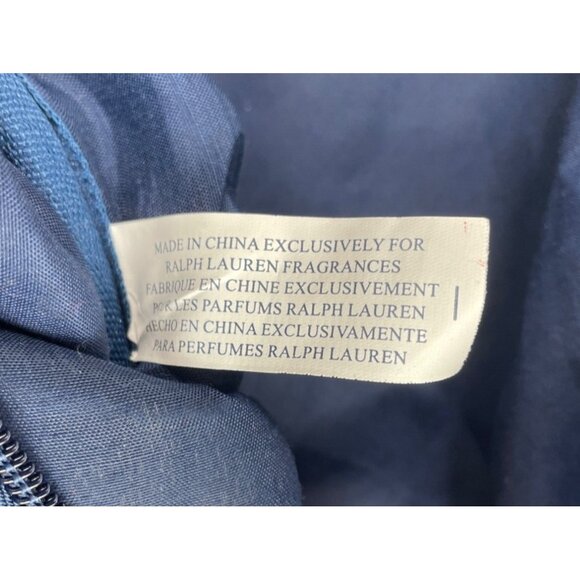 MADE IN CHINA EXCLUSIVELY FOR
RALPH LAUREN FRAGRANCES
FABRIQUE EN CHINE EXCLUSIVEMENT
POUR LES PARFUMS RALPH LAUREN
HECHO EN CHINA EXCLUSIVAMENTE
PARA PERFUMES RALPH LAUREN